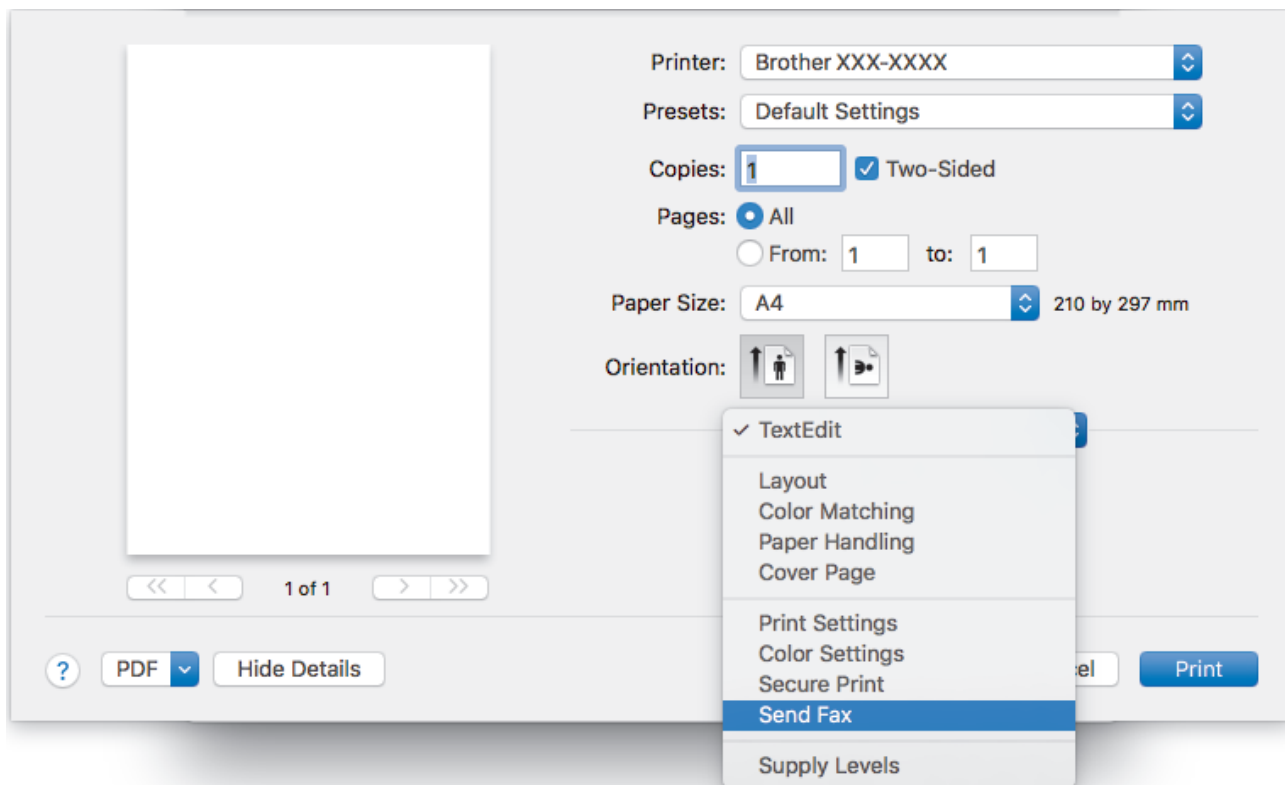 Printer: Brother XXX-XXXX
Presets: Default Settings
Copies: 1 Two-Sided
Pages: All
From: 1 to: 1
Paper Size: A4 210 by 297 mm
Orientation:
✓ TextEdit
Layout
Color Matching
Paper Handling
Cover Page
<< < 1 of 1 > >>
Print Settings
Color Settings
Secure Print
Send Fax
Supply Levels
? PDF Hide Details
Print